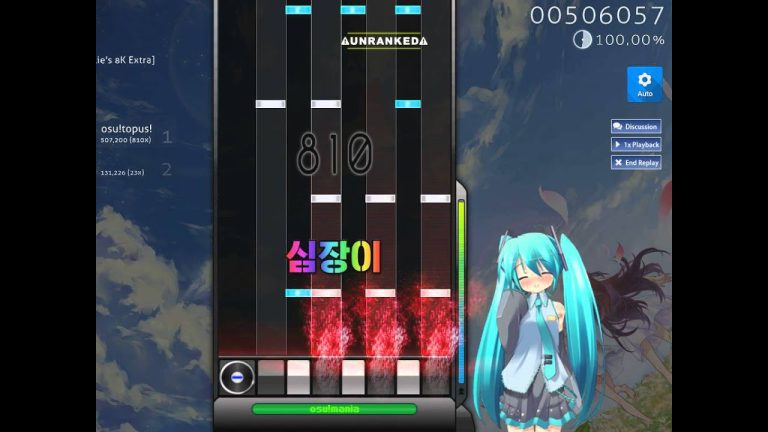 00506057
100,00%
⚠UNRANKED⚠
ie's 8K Extra]
Auto
osu!topus!
1
507,200 (810x)
Discussion
1x Playback
810
2
131,226 (23x)
End Replay
심장이
osu!mania